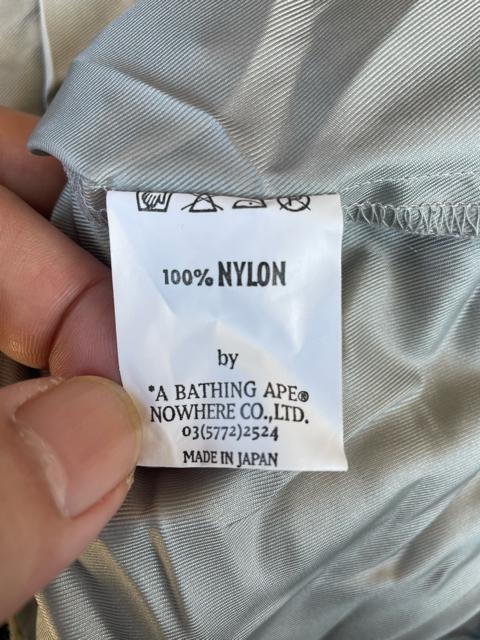 100% NYLON
by
*A BATHING APE®
NOWHERE CO.,LTD.
03(5772)2524
MADE IN JAPAN